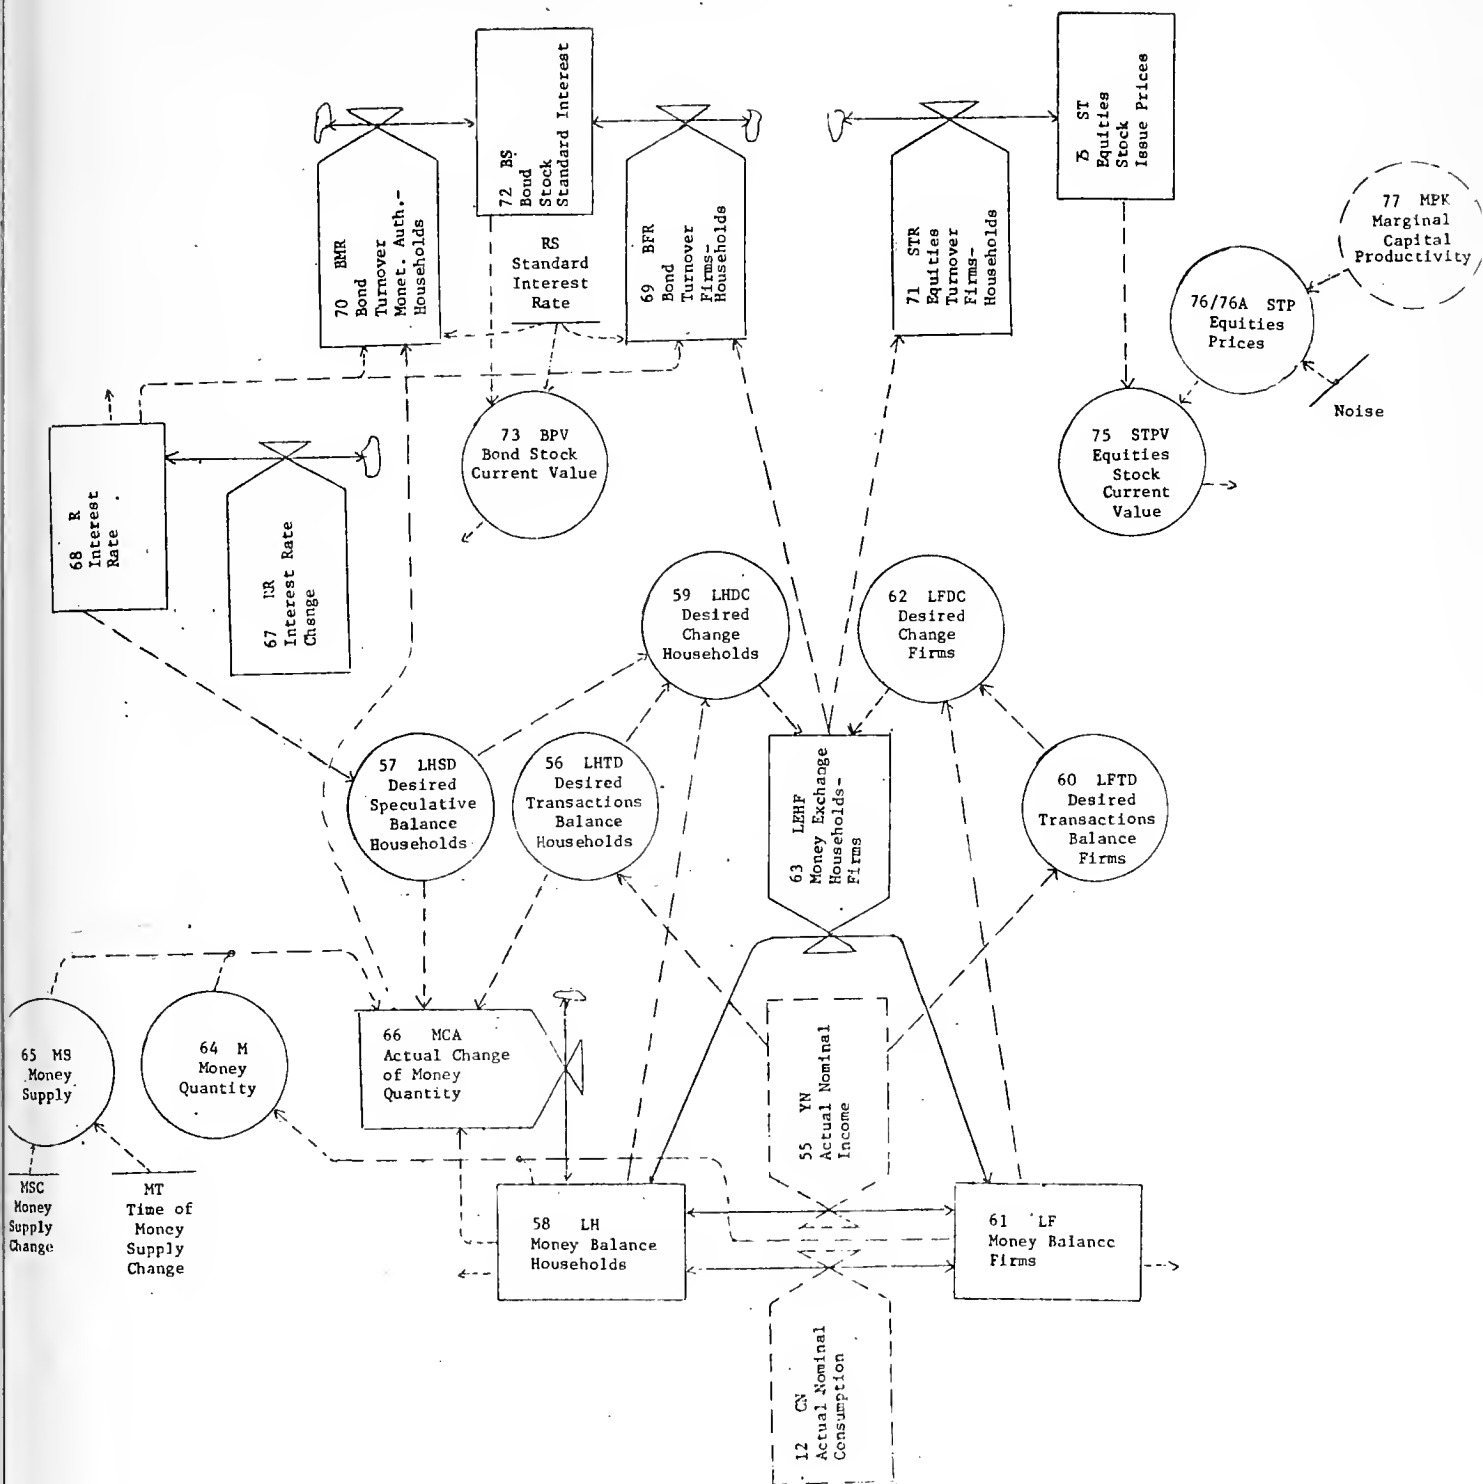 70 BMR
Bond
Turnover
Monet. Auth.-
Households
72 BS
Bond
Stock
Standard Interest
RS
Standard
Interest
Rate
69 BFR
Bond
Turnover
Firms-
Households
71 STR
Equities
Turnover
Firms-
Households
ST
Equities
Stock
Issue Prices
77 MPK
Marginal
Capital
Productivity
76/76A STP
Equities
Prices
Noise
68 R
Interest
Rate
67
Interest Rate
Change
73 BPV
Bond Stock
Current Value
75 STPV
Equities
Stock
Current
Value
59 LHDC
Desired
Change
Households
62 LFDC
Desired
Change
Firms
57 LHSD
Desired
Speculative
Balance
Households
56 LHTD
Desired
Transactions
Balance
Households
63 LEHF
Money Exchange
Households-
Firms
60 LFTD
Desired
Transactions
Balance
Firms
65 MS
Money
Supply
64 M
Money
Quantity
66 MCA
Actual Change
of Money
Quantity
55 YN
Actual Nominal
Income
MSC
Money
Supply
Change
MT
Time of
Money
Supply
Change
58 LH
Money Balance
Households
61 LF
Money Balance
Firms
12 CN
Actual Nominal
Consumption